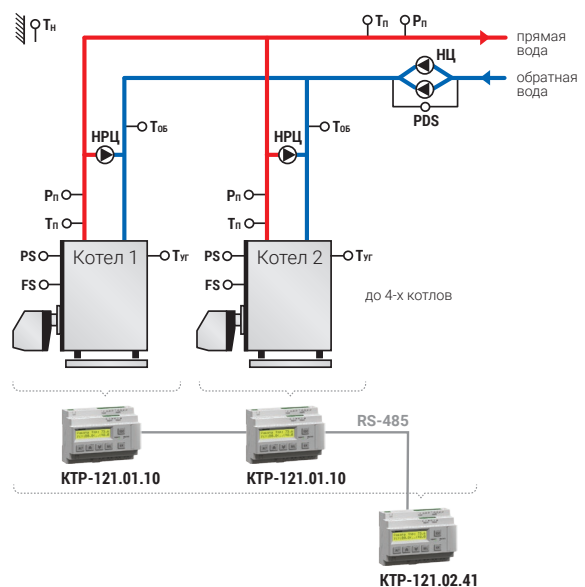 Тн
Тп
Рп
прямая
вода
НЦ
обратная
вода
PDS
НРЦ
Тоб
НРЦ
Тоб
Рп
Тп
PS
Котел 1
Туг
PS
Котел 2
Туг
FS
FS
до 4-х котлов
RS-485
КТР-121.01.10
КТР-121.01.10
КТР-121.02.41